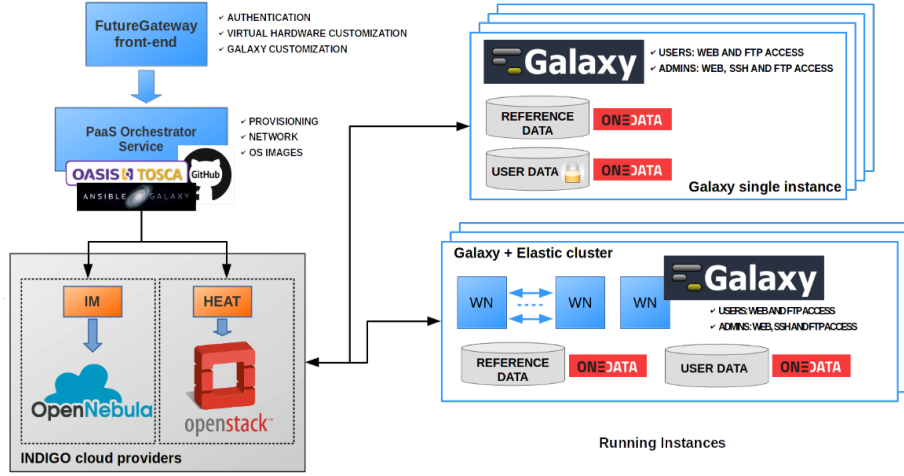 FutureGateway
front-end
✓ AUTHENTICATION
✓ VIRTUAL HARDWARE CUSTOMIZATION
✓ GALAXY CUSTOMIZATION
PaaS Orchestrator
Service
✓ PROVISIONING
✓ NETWORK
✓ OS IMAGES
OASIS TOSCA
GitHub
ANSIBLE GALAXY
IM
HEAT
OpenNebula
openstack™
INDIGO cloud providers
Galaxy
✓ USERS: WEB AND FTP ACCESS
✓ ADMINS: WEB, SSH AND FTP ACCESS
REFERENCE
DATA
ONEDATA
USER DATA
ONEDATA
Galaxy single instance
Galaxy + Elastic cluster
Galaxy
WN
WN
WN
✓ USERS: WEB AND FTP ACCESS
✓ ADMINS: WEB, SSH AND FTP ACCESS
REFERENCE
DATA
ONEDATA
USER DATA
ONEDATA
Running Instances